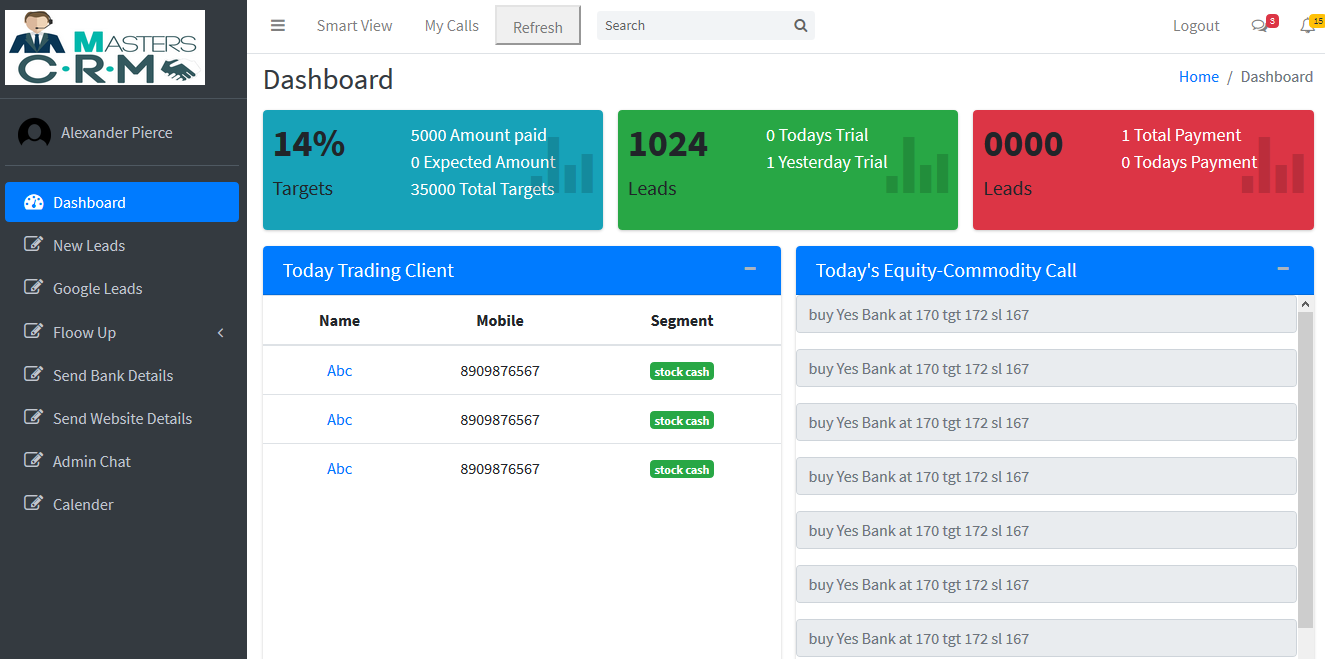 MASTERS
C·R·M
Smart View
My Calls
Refresh
Search
Logout
3
15
Dashboard
Home / Dashboard
Alexander Pierce
Dashboard
New Leads
Google Leads
Floow Up
Send Bank Details
Send Website Details
Admin Chat
Calender
14%
Targets
5000 Amount paid
0 Expected Amount
35000 Total Targets
1024
Leads
0 Todays Trial
1 Yesterday Trial
0000
Leads
1 Total Payment
0 Todays Payment
Today Trading Client
Name Mobile Segment
Abc 8909876567 stock cash
Abc 8909876567 stock cash
Abc 8909876567 stock cash
Today's Equity-Commodity Call
buy Yes Bank at 170 tgt 172 sl 167
buy Yes Bank at 170 tgt 172 sl 167
buy Yes Bank at 170 tgt 172 sl 167
buy Yes Bank at 170 tgt 172 sl 167
buy Yes Bank at 170 tgt 172 sl 167
buy Yes Bank at 170 tgt 172 sl 167
buy Yes Bank at 170 tgt 172 sl 167